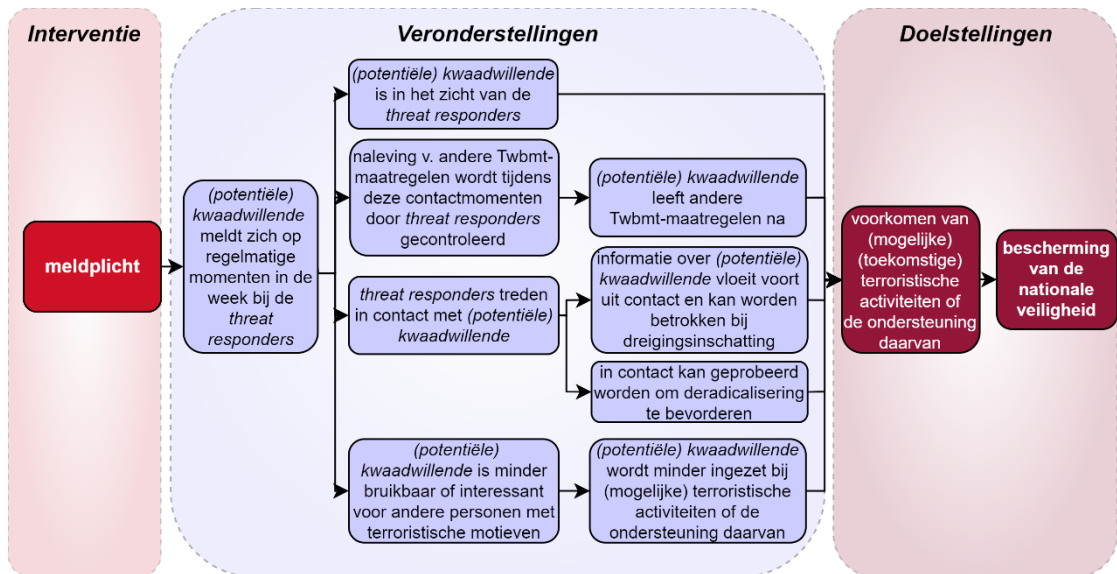 Interventie
Veronderstellingen
Doelstellingen
meldplicht
(potentiële)
kwaadwillende
meldt zich op
regelmatige
momenten in de
week bij de
threat
responders
(potentiële) kwaadwillende
is in het zicht van de
threat responders
naleving v. andere Twbmt-
maatregelen wordt tijdens
deze contactmomenten
door threat responders
gecontroleerd
(potentiële) kwaadwillende
leeft andere
Twbmt-maatregelen na
threat responders treden
in contact met (potentiële)
kwaadwillende
informatie over (potentiële)
kwaadwillende vloeit voort
uit contact en kan worden
betrokken bij
dreigingsinschatting
in contact kan geprobeerd
worden om deradicalisering
te bevorderen
(potentiële)
kwaadwillende is minder
bruikbaar of interessant
voor andere personen met
terroristische motieven
(potentiële) kwaadwillende
wordt minder ingezet bij
(mogelijke) terroristische
activiteiten of de
ondersteuning daarvan
voorkomen van
(mogelijke)
(toekomstige)
terroristische
activiteiten of
de ondersteuning
daarvan
bescherming
van de
nationale
veiligheid